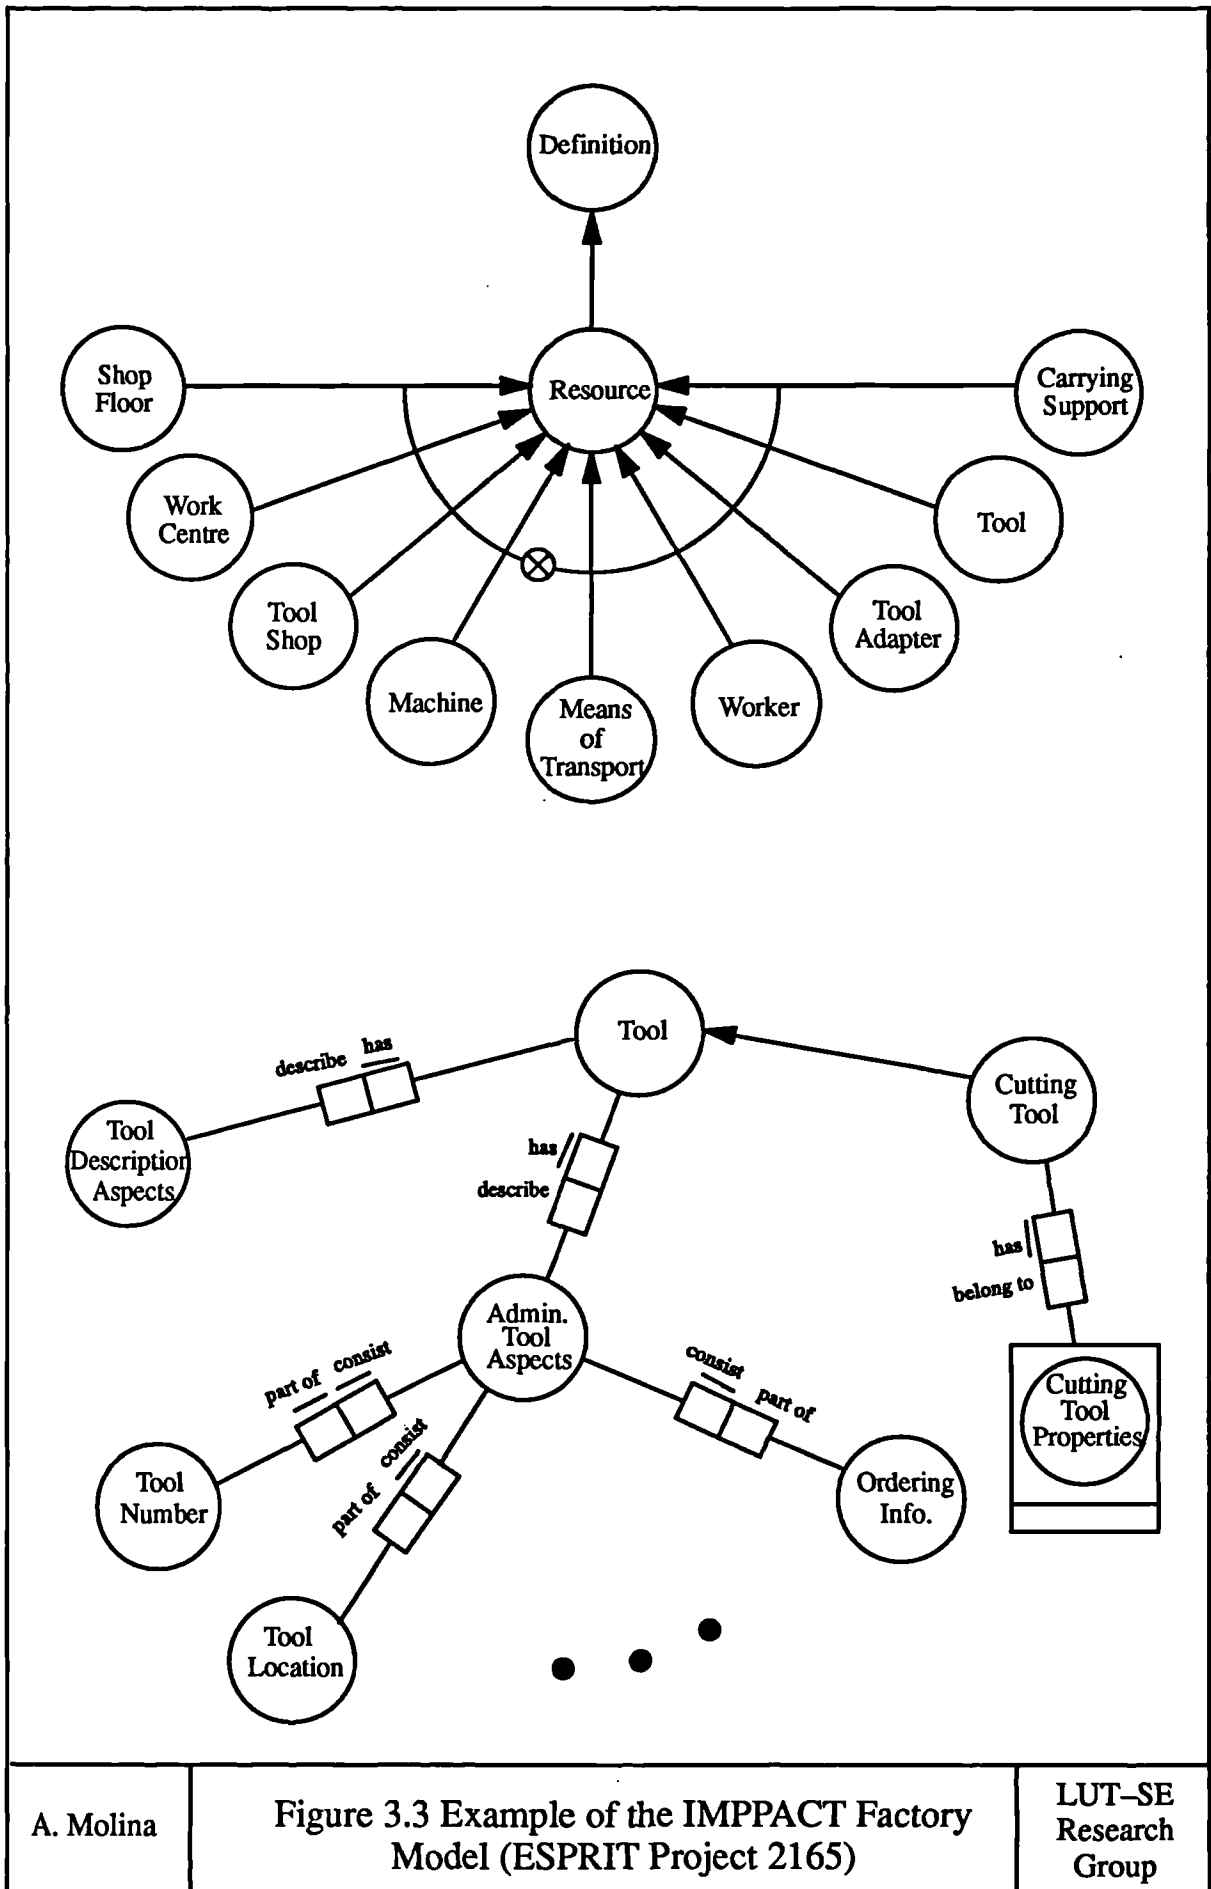 Definition
Shop
Floor
Resource
Carrying
Support
Work
Centre
Tool
Tool
Shop
Tool
Adapter
Machine
Means
of
Transport
Worker
Tool
describe has
Cutting
Tool
Tool
Description
Aspects
has
describe
has
belong to
Admin.
Tool
Aspects
part of consist
consist
part of
Cutting
Tool
Properties
part of
consist
Tool
Number
Ordering
Info.
Tool
Location
A. Molina
Figure 3.3 Example of the IMPPACT Factory
Model (ESPRIT Project 2165)
LUT–SE
Research
Group